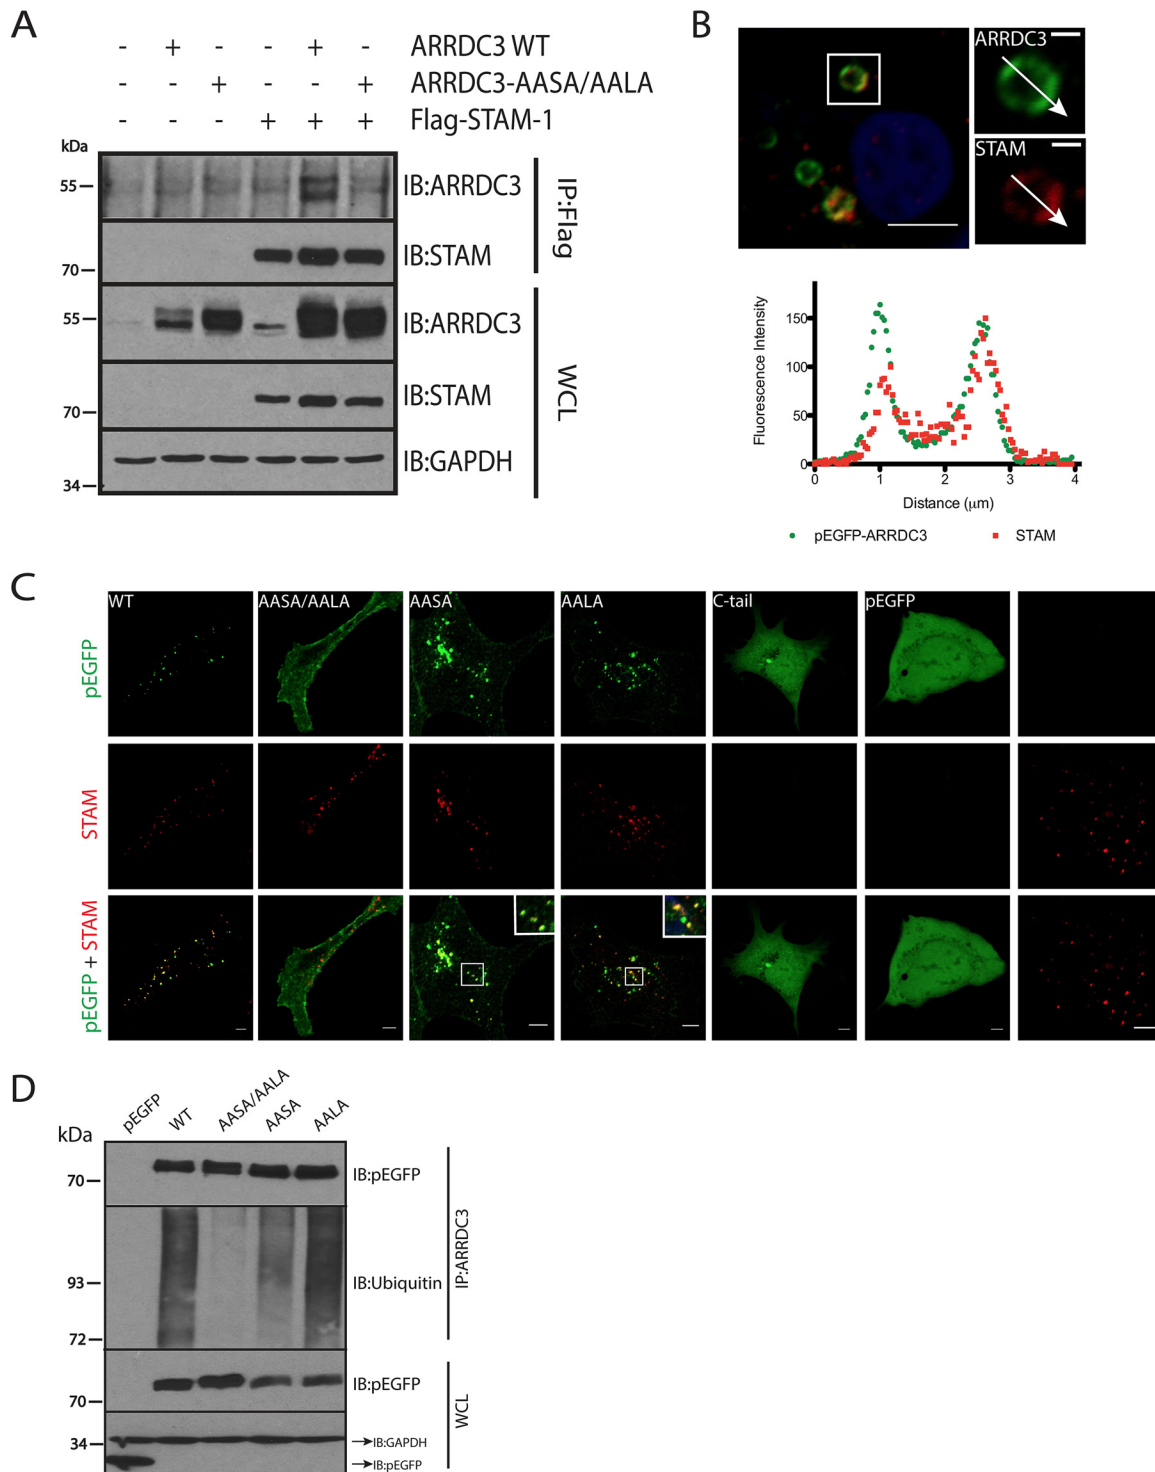 A
- + - - + - ARRDC3 WT
- - + - - + ARRDC3-AASA/AALA
- - - + + + Flag-STAM-1
kDa
55 IB:ARRDC3
70 IB:STAM
IP:Flag
55 IB:ARRDC3
70 IB:STAM
34 IB:GAPDH
WCL
B
ARRDC3
STAM
Fluorescence Intensity
150
100
50
0
0 1 2 3 4
Distance (μm)
pEGFP-ARRDC3 STAM
C
WT AASA/AALA AASA AALA C-tail pEGFP
pEGFP
STAM
pEGFP + STAM
D
pEGFP WT AASA/AALA AASA AALA
kDa
70 IB:pEGFP
93 IB:Ubiquitin
72
IP:ARRDC3
70 IB:pEGFP
34 →IB:GAPDH
→IB:pEGFP
WCL